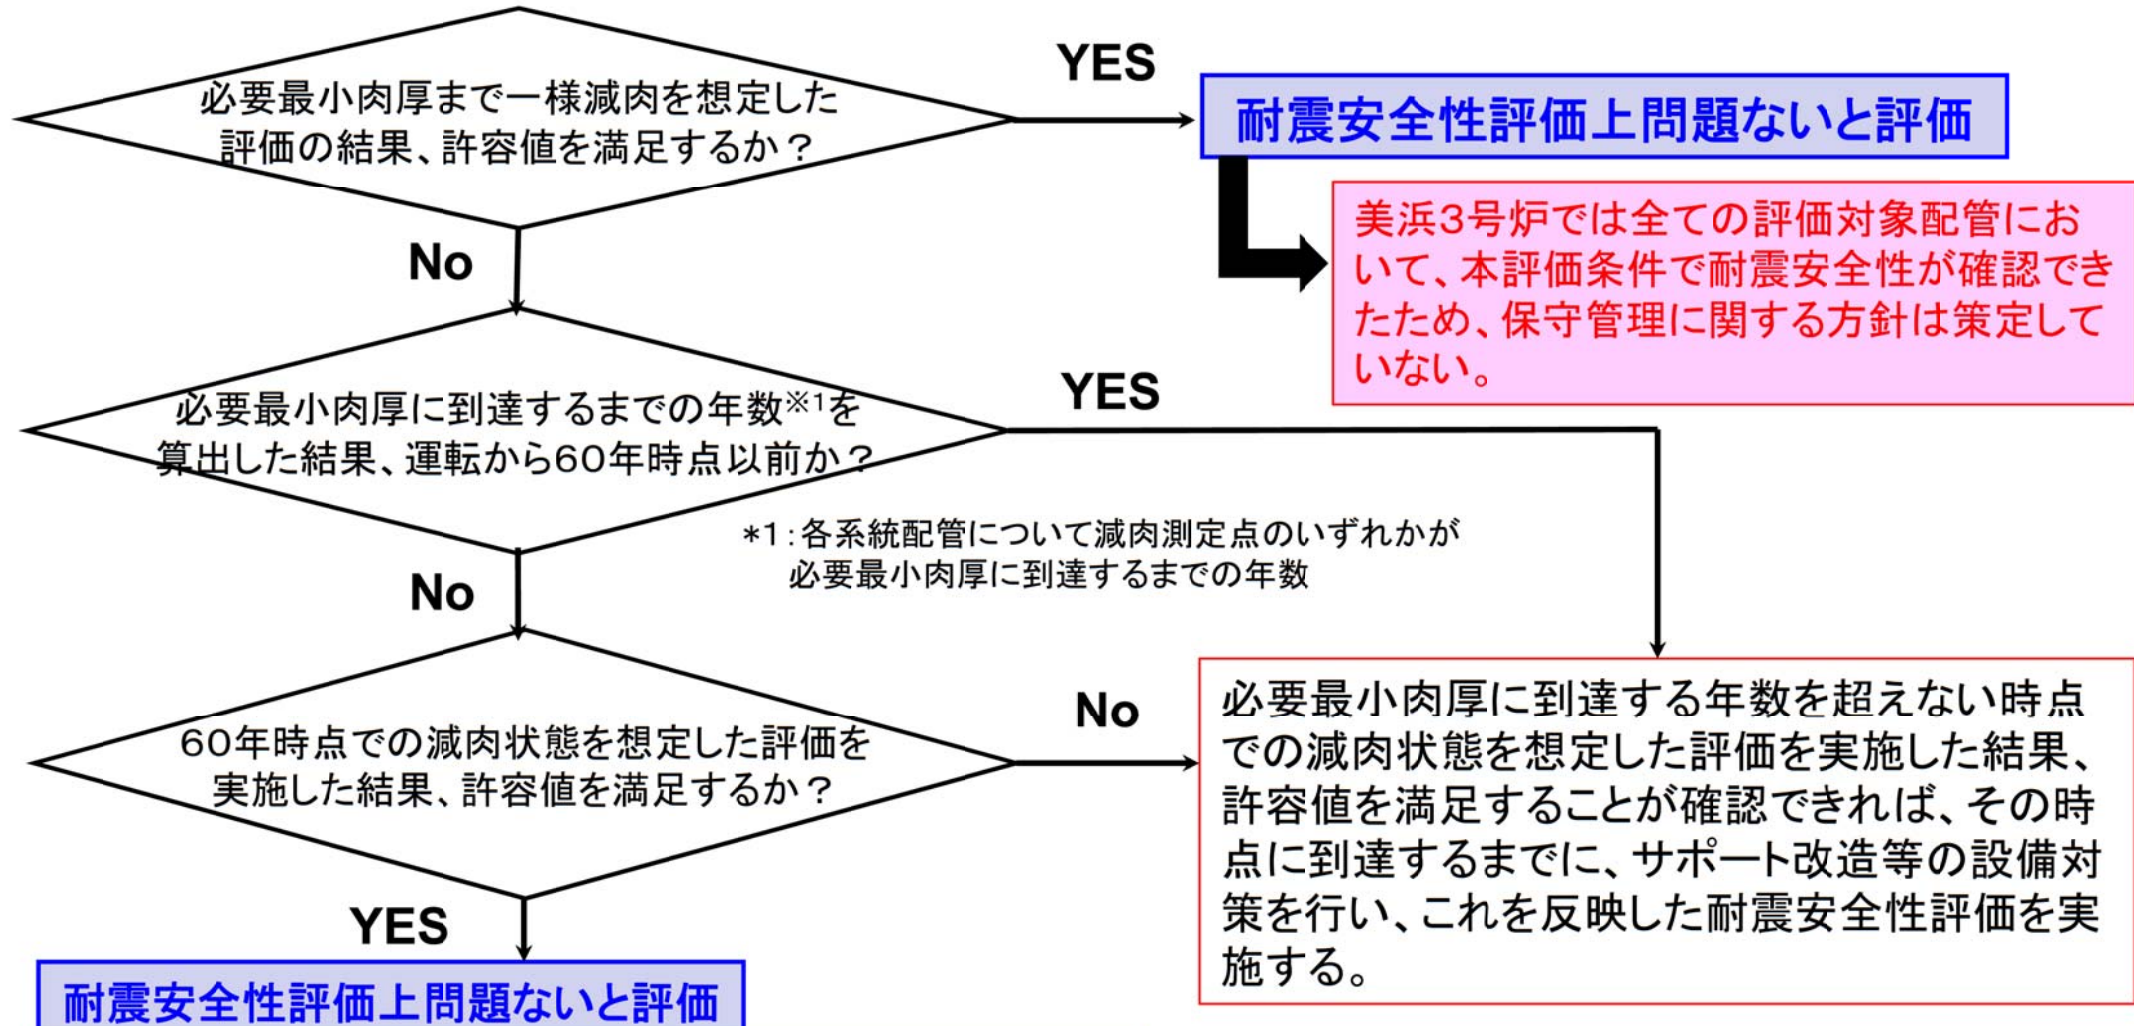 必要最小肉厚まで一様減肉を想定した
評価の結果、許容値を満足するか？
YES
耐震安全性評価上問題ないと評価
美浜３号炉では全ての評価対象配管にお
いて、本評価条件で耐震安全性が確認でき
たため、保守管理に関する方針は策定して
いない。
No
必要最小肉厚に到達するまでの年数※1を
算出した結果、運転から６０年時点以前か？
YES
*1：各系統配管について減肉測定点のいずれかが
必要最小肉厚に到達するまでの年数
No
６０年時点での減肉状態を想定した評価を
実施した結果、許容値を満足するか？
No
必要最小肉厚に到達する年数を超えない時点
での減肉状態を想定した評価を実施した結果、
許容値を満足することが確認できれば、その時
点に到達するまでに、サポート改造等の設備対
策を行い、これを反映した耐震安全性評価を実
施する。
YES
耐震安全性評価上問題ないと評価